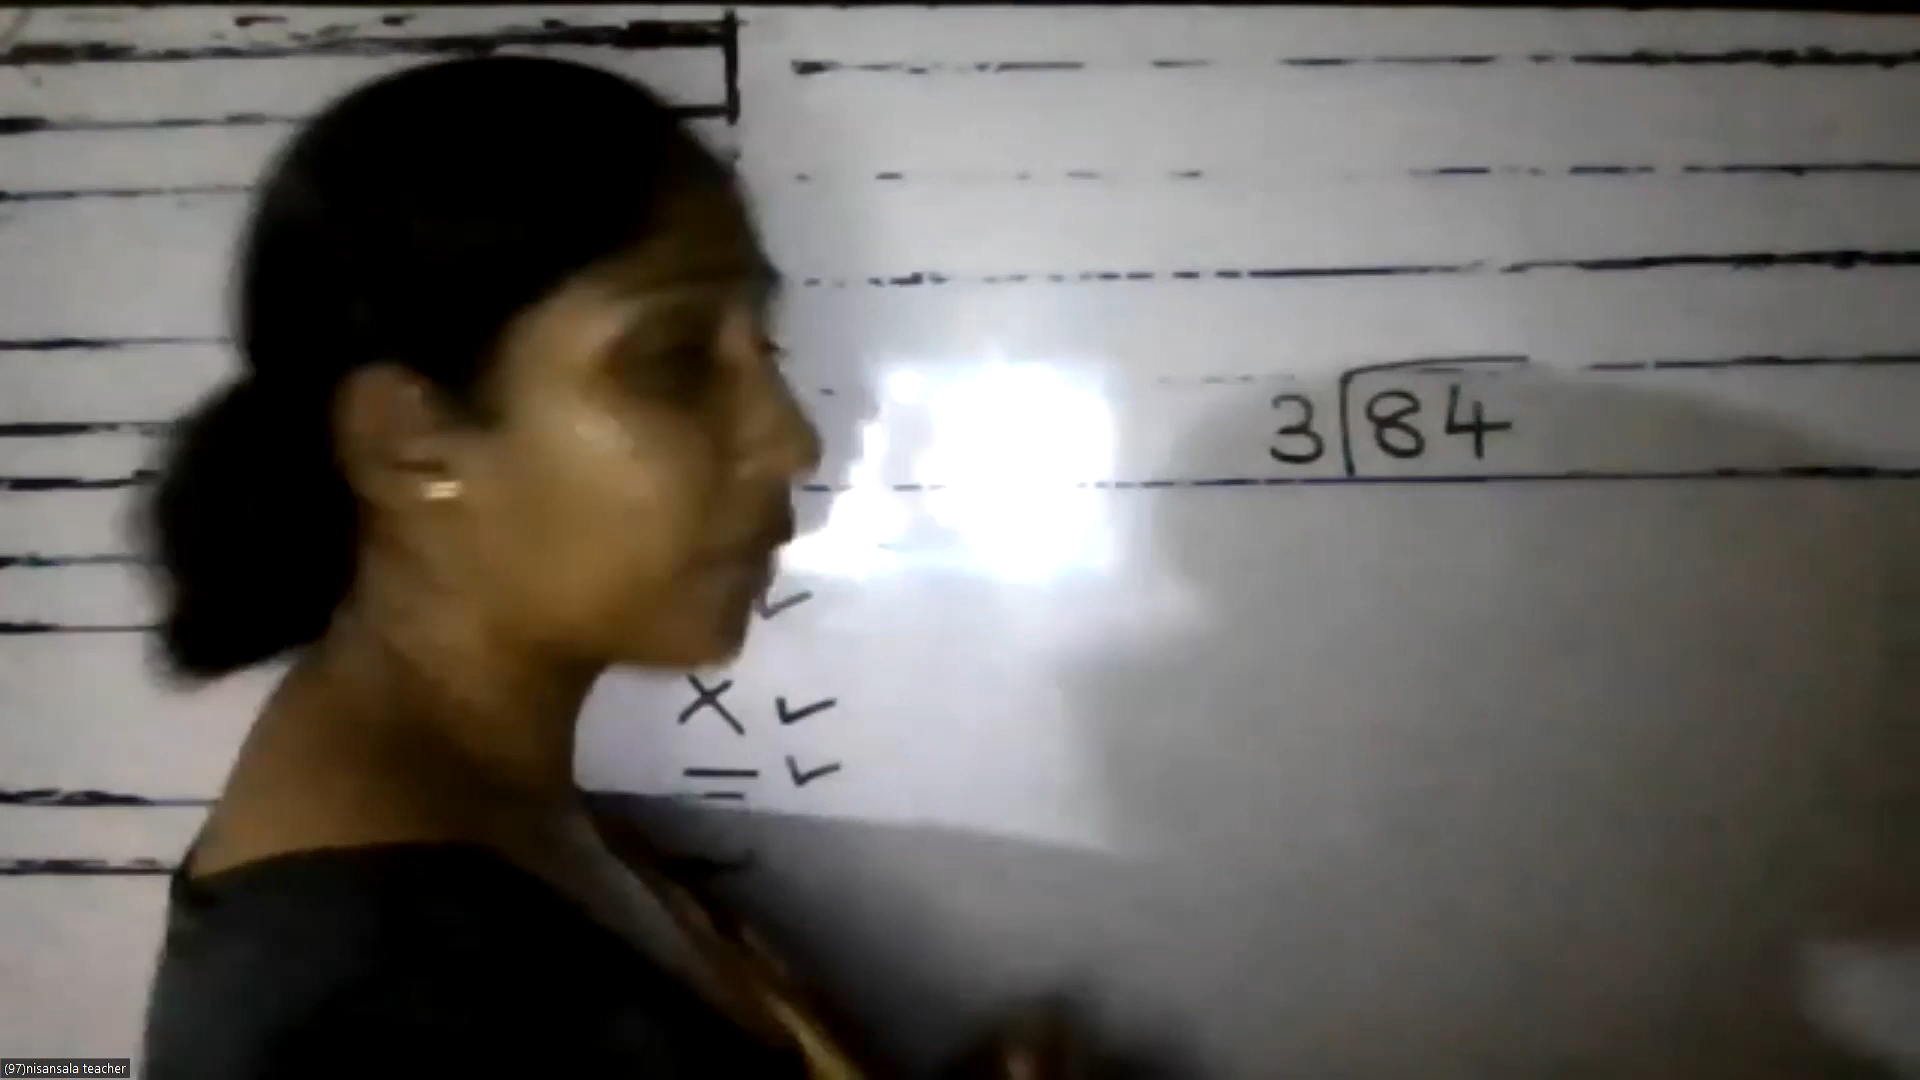 3 84
✓
× ✓
= ✓
(97)nisansala teacher